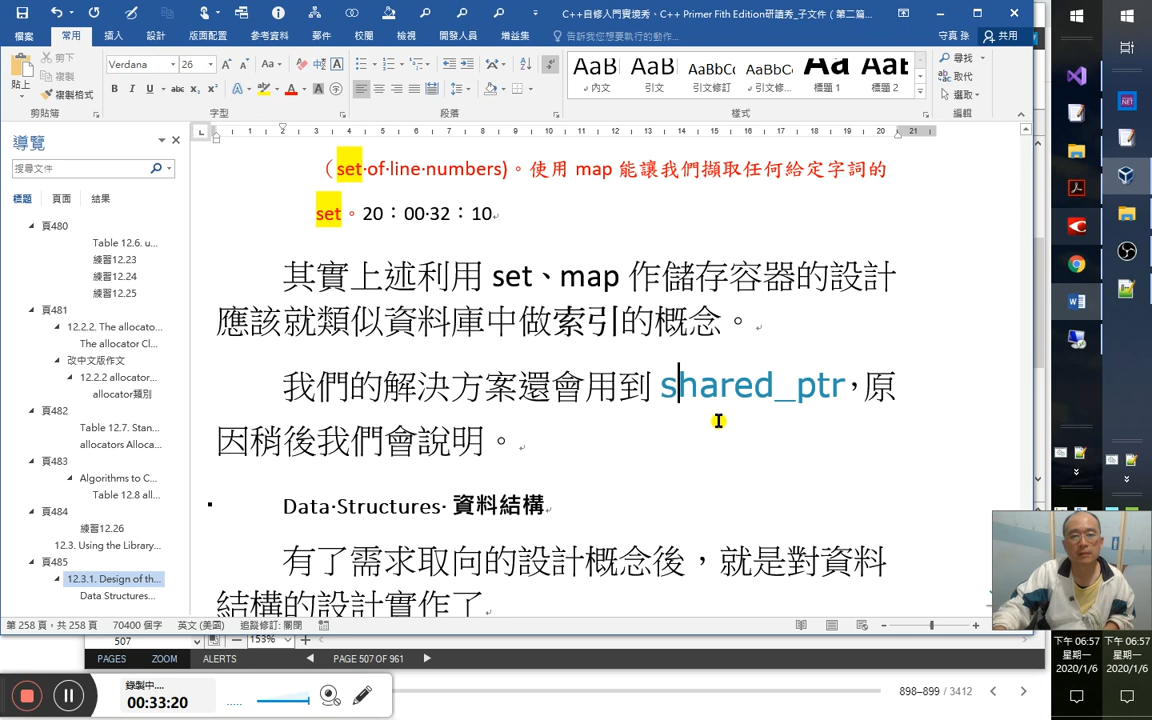 C++自修入門實境秀、C++ Primer Fith Edition研讀秀_子文件（第二篇...
檔案 常用 插入 設計 版面配置 參考資料 郵件 校閱 檢視 開發人員 增益集 告訴我您想要執行的動作... 守真 孫 共用
貼上 剪下 複製 複製格式
Verdana 26
AaB AaB AaBbCc AaBbCc AaB AaB
內文 引文 引文修訂 引文修... 標題 1 標題 2
尋找 取代 選取
剪貼簿 字型 段落 樣式 編輯
導覽
搜尋文件
標題 頁面 結果
頁480
Table 12.6. u...
練習12.23
練習12.24
練習12.25
頁481
12.2.2. The allocato...
The allocator Cl...
改中文版作文
12.2.2 allocator...
allocator類別
頁482
Table 12.7. Stan...
allocators Alloca...
頁483
Algorithms to C...
Table 12.8 all...
頁484
練習12.26
12.3. Using the Library...
頁485
12.3.1. Design of th...
Data Structures...
（set·of·line·numbers)。使用 map 能讓我們擷取任何給定字詞的
set。20：00·32：10
其實上述利用 set、map 作儲存容器的設計
應該就類似資料庫中做索引的概念。
我們的解決方案還會用到 shared_ptr，原
因稍後我們會說明。
Data·Structures· 資料結構
有了需求取向的設計概念後，就是對資料
結構的設計實作了
第 258 頁，共 258 頁 70400 個字 英文 (美國) 追蹤修訂: 關閉
507 153%
PAGES ZOOM ALERTS PAGE 507 OF 961
錄製中....
00:33:20
898–899 / 3412
下午 06:57
星期一
2020/1/6
下午 06:57
星期一
2020/1/6